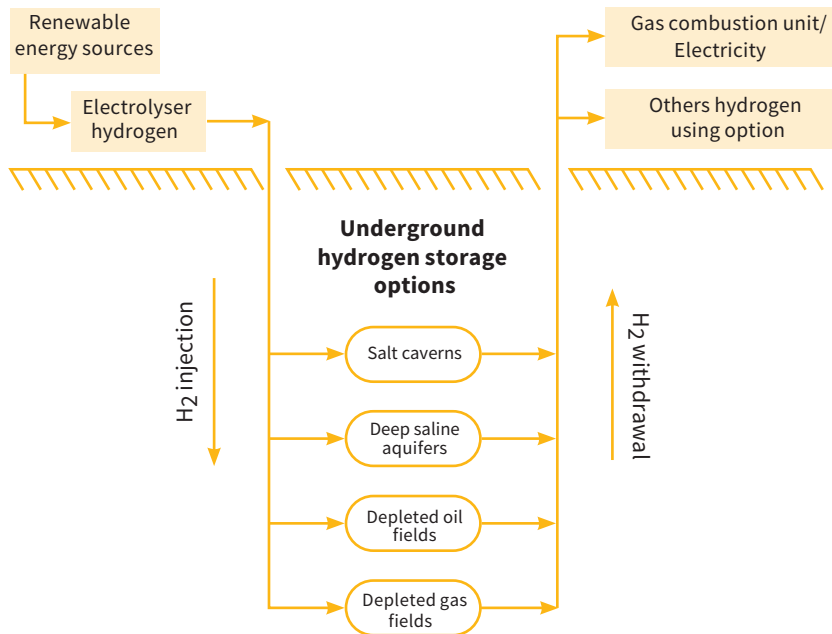 Renewable
energy sources
Electrolyser
hydrogen
Gas combustion unit/
Electricity
Others hydrogen
using option
Underground
hydrogen storage
options
H2 injection
Salt caverns
Deep saline
aquifers
Depleted oil
fields
Depleted gas
fields
H2 withdrawal